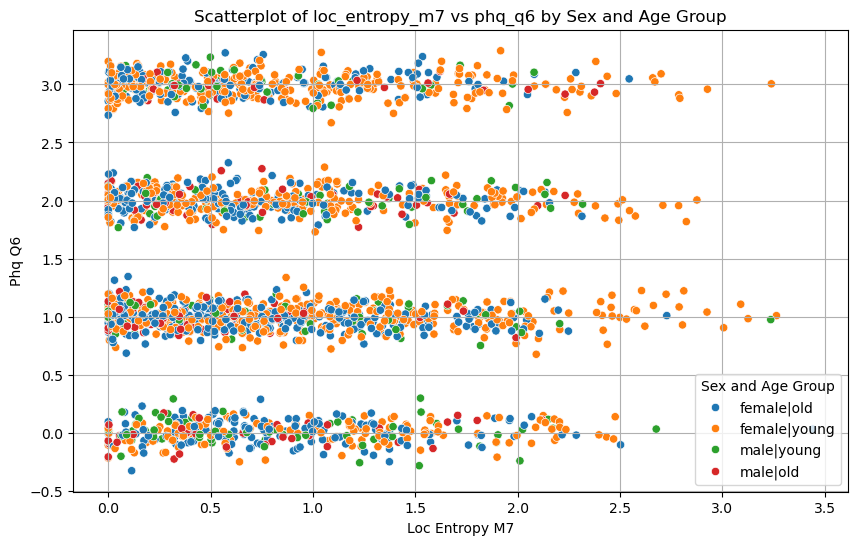 Scatterplot of loc_entropy_m7 vs phq_q6 by Sex and Age Group
Phq Q6
3.0
2.5
2.0
1.5
1.0
0.5
0.0
−0.5
Sex and Age Group
female|old
female|young
male|young
male|old
0.0 0.5 1.0 1.5 2.0 2.5 3.0 3.5
Loc Entropy M7